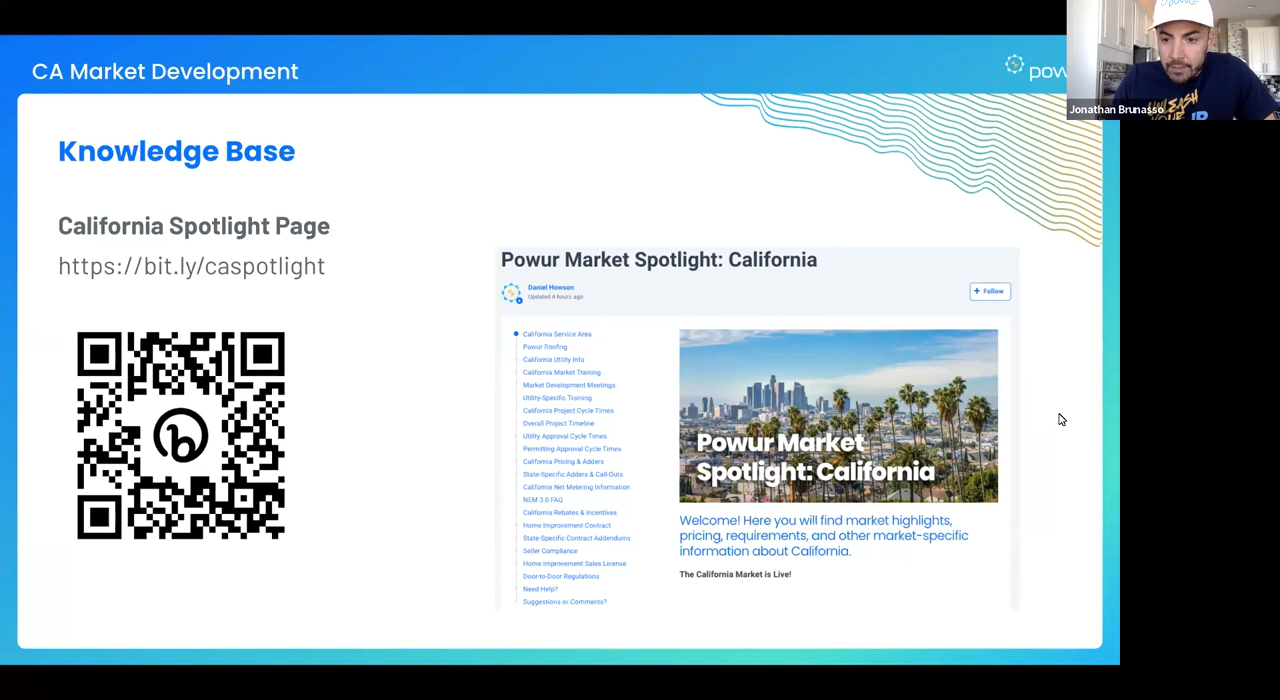 CA Market Development
pow
Jonathan Brunasso
Knowledge Base
California Spotlight Page
https://bit.ly/caspotlight
Powur Market Spotlight: California
Daniel Howson
Updated 4 hours ago
+ Follow
California Service Area
Powur Roofing
California Utility Info
California Market Training
Market Development Meetings
Utility-Specific Training
California Project Cycle Times
Overall Project Timeline
Utility Approval Cycle Times
Permitting Approval Cycle Times
California Pricing & Adders
State-Specific Adders & Call-Outs
California Net Metering Information
NEM 3.0 FAQ
California Rebates & Incentives
Home Improvement Contract
State-Specific Contract Addendums
Seller Compliance
Home Improvement Sales License
Door-to-Door Regulations
Need Help?
Suggestions or Comments?
Powur Market
Spotlight: California
Welcome! Here you will find market highlights,
pricing, requirements, and other market-specific
information about California.
The California Market is Live!